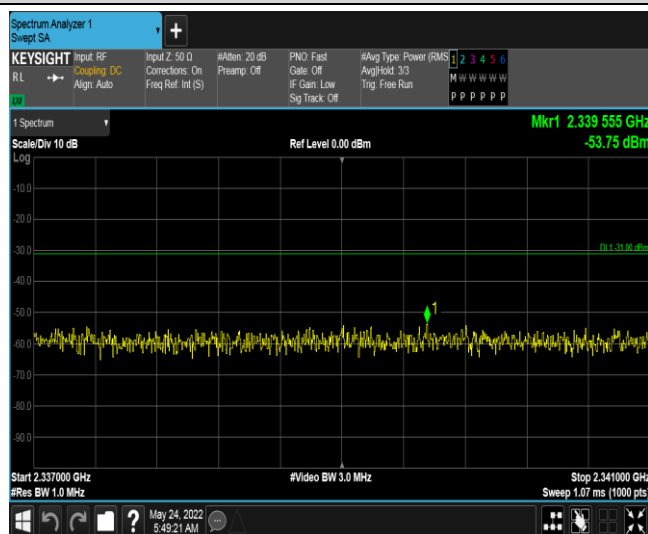 Spectrum Analyzer 1
Swept SA
+
KEYSIGHT Input: RF Input Z: 50 Ω #Atten: 20 dB PNO: Fast #Avg Type: Power (RMS 1 2 3 4 5 6
RL Coupling: DC Corrections: On Preamp: Off Gate: Off Avg|Hold: 3/3 M W W W W W
Align: Auto Freq Ref: Int (S) IF Gain: Low Trig: Free Run
Sig Track: Off P P P P P P
LXI
1 Spectrum Mkr1 2.339 555 GHz
Scale/Div 10 dB Ref Level 0.00 dBm -53.75 dBm
Log
-10.0
-20.0
-30.0 DL1 -31.00 dBm
-40.0
-50.0
1
-60.0
-70.0
-80.0
-90.0
Start 2.337000 GHz #Video BW 3.0 MHz Stop 2.341000 GHz
#Res BW 1.0 MHz Sweep 1.07 ms (1000 pts)
? May 24, 2022
5:49:21 AM